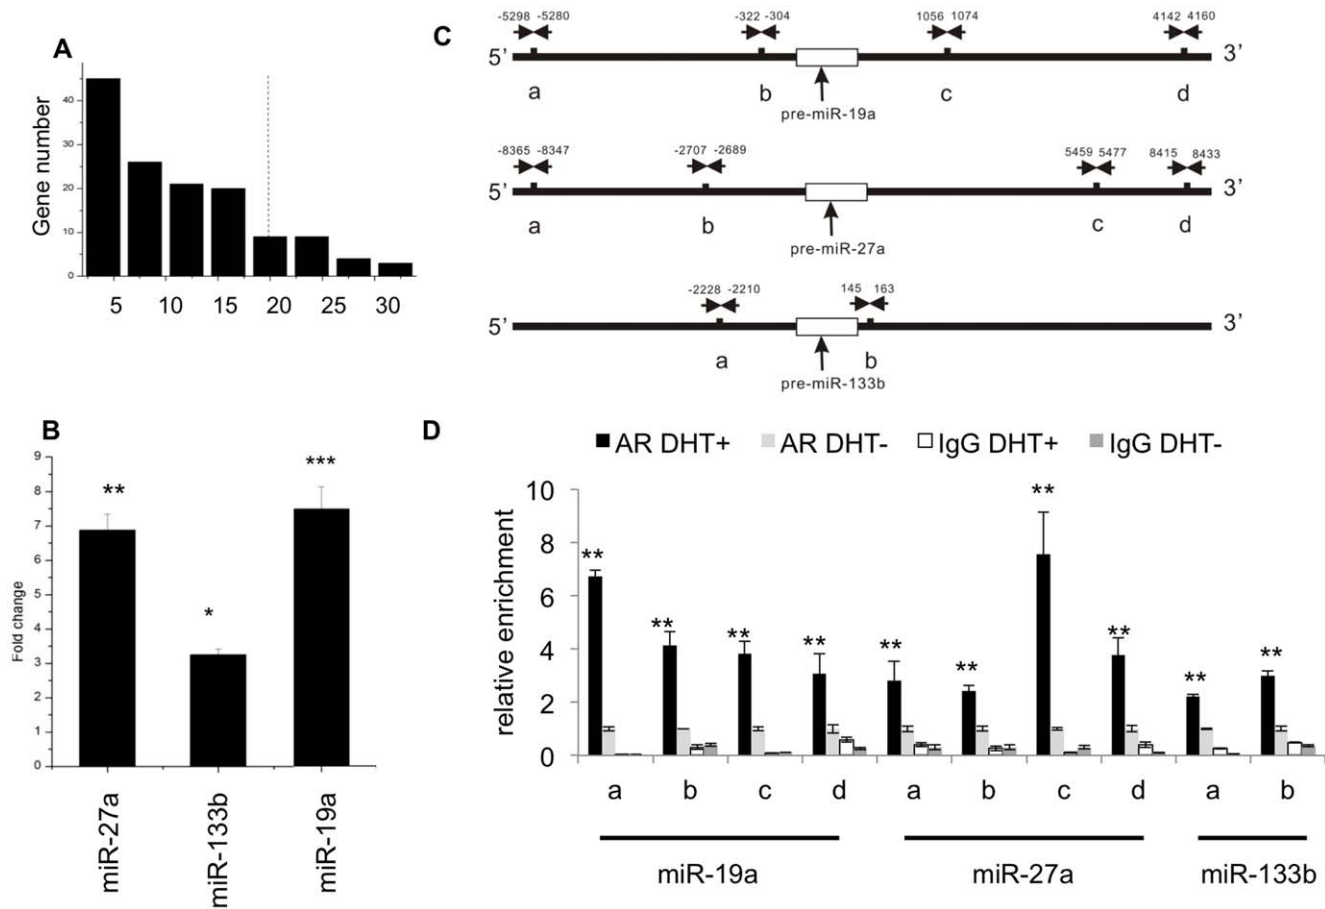 A
Gene number
40
30
20
10
0
5 10 15 20 25 30
B
Fold change
9
8
7
6
5
4
3
2
1
0
**
*
***
miR-27a
miR-133b
miR-19a
C
-5298 -5280 -322 -304 1056 1074 4142 4160
5’ 3’
a b c d
pre-miR-19a
-8365 -8347 -2707 -2689 5459 5477 8415 8433
5’ 3’
a b c d
pre-miR-27a
-2228 -2210 145 163
5’ 3’
a b
pre-miR-133b
D
AR DHT+ AR DHT- IgG DHT+ IgG DHT-
relative enrichment
10
8
6
4
2
0
** ** ** ** ** ** ** ** ** **
a b c d a b c d a b
miR-19a miR-27a miR-133b